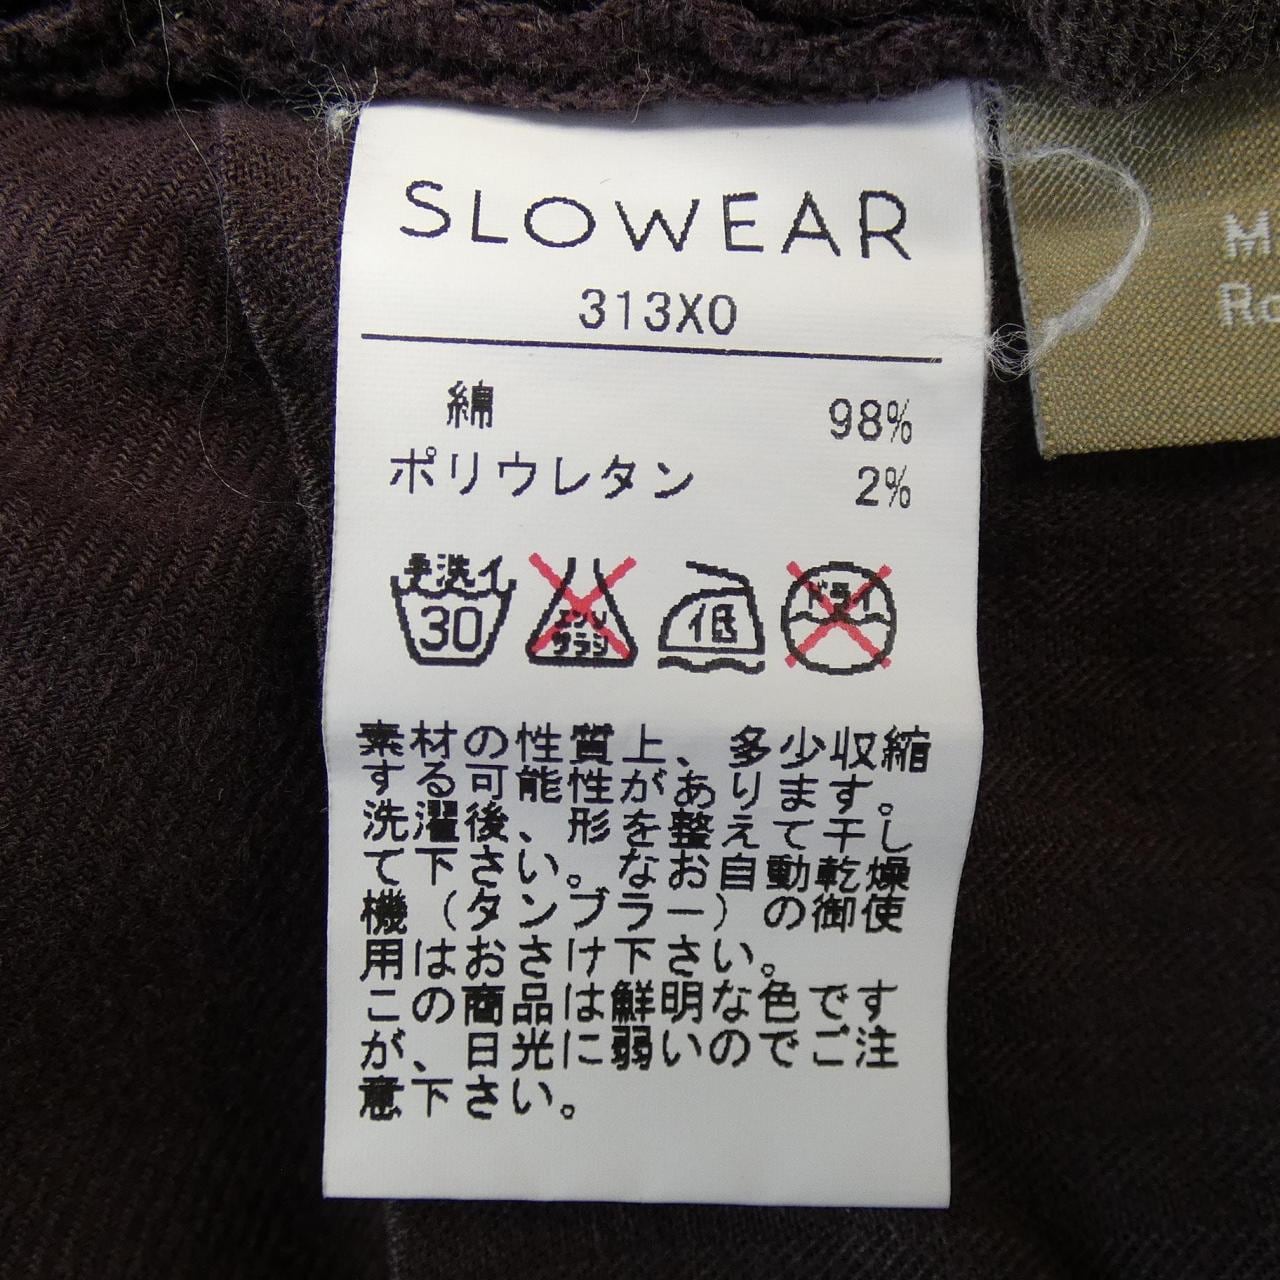 SLOWEAR
313X0
綿 98%
ポリウレタン 2%
手洗イ 30
エンソサラシ
低
ドライ
素材の性質上、多少収縮
する可能性があります。
洗濯後、形を整えて干し
て下さい。なお自動乾燥
機(タンブラー)の御使
用はおさけ下さい。
この商品は鮮明な色です
が、日光に弱いのでご注
意下さい。
M
Ro